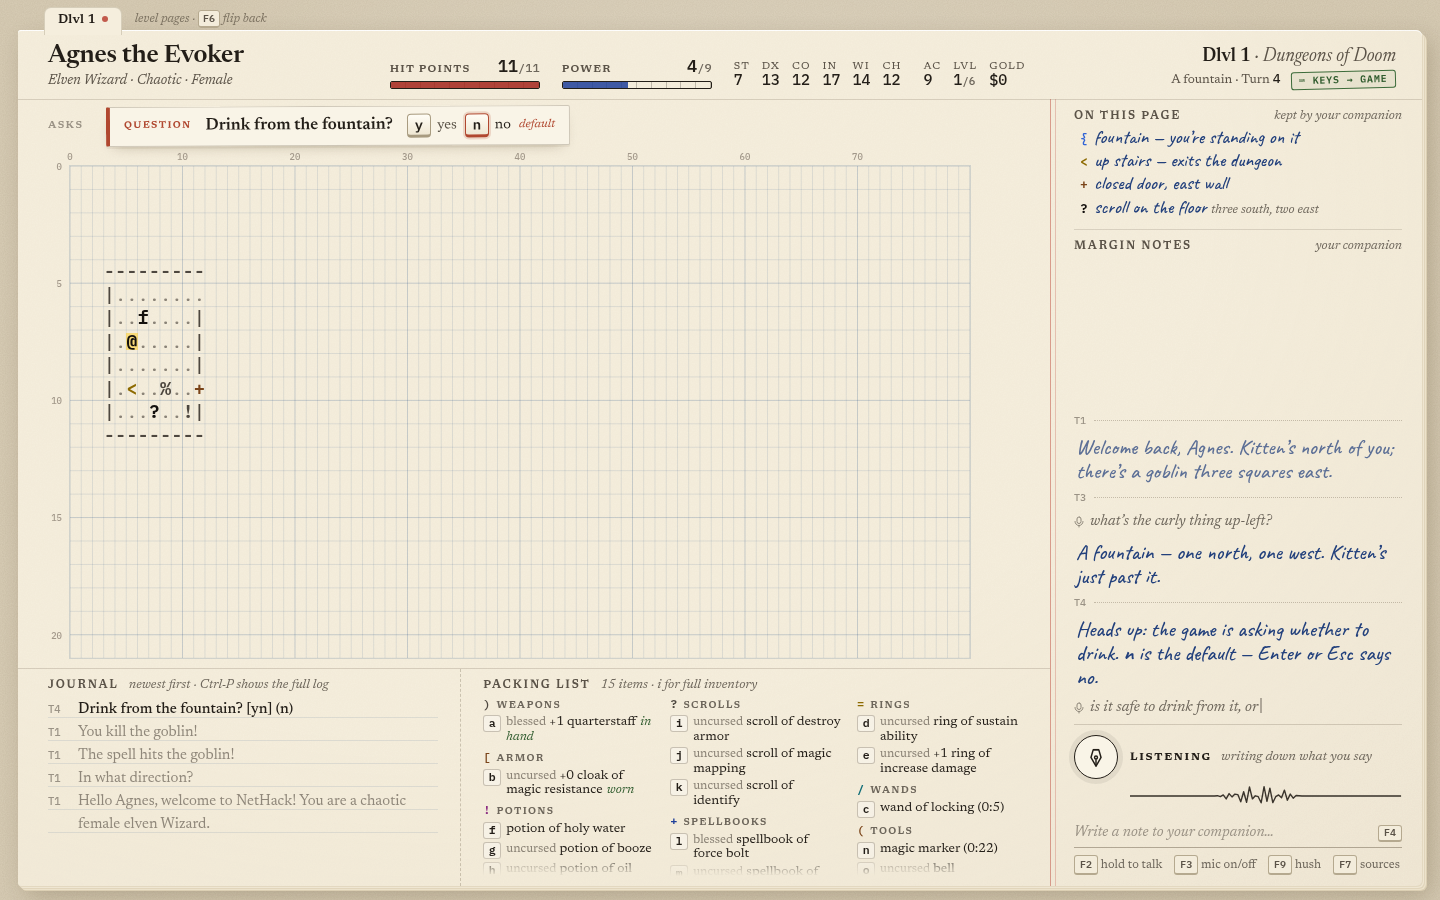 Dlvl 1
level pages · F6 flip back
Agnes the Evoker
Elven Wizard · Chaotic · Female
HIT POINTS 11/11
POWER 4/9
ST DX CO IN WI CH AC LVL GOLD
7 13 12 17 14 12 9 1/6 $0
Dlvl 1 · Dungeons of Doom
A fountain · Turn 4
KEYS → GAME
ASKS
QUESTION Drink from the fountain? y yes n no default
0 10 20 30 40 50 60 70
0
5
10
15
20
---------
|........
|..f....|
|.@.....|
|.......|
|.<..%..+
|...?..!|
---------
ON THIS PAGE kept by your companion
{ fountain — you're standing on it
< up stairs — exits the dungeon
+ closed door, east wall
? scroll on the floor three south, two east
MARGIN NOTES your companion
T1
Welcome back, Agnes. Kitten's north of you;
there's a goblin three squares east.
T3
what's the curly thing up-left?
A fountain — one north, one west. Kitten's
just past it.
T4
Heads up: the game is asking whether to
drink. n is the default — Enter or Esc says
no.
is it safe to drink from it, or
LISTENING writing down what you say
Write a note to your companion... F4
F2 hold to talk F3 mic on/off F9 hush F7 sources
JOURNAL newest first · Ctrl-P shows the full log
T4 Drink from the fountain? [yn] (n)
T1 You kill the goblin!
T1 The spell hits the goblin!
T1 In what direction?
T1 Hello Agnes, welcome to NetHack! You are a chaotic
female elven Wizard.
PACKING LIST 15 items · i for full inventory
) WEAPONS
a blessed +1 quarterstaff in
hand
[ ARMOR
b uncursed +0 cloak of
magic resistance worn
! POTIONS
f potion of holy water
g uncursed potion of booze
h uncursed potion of oil
? SCROLLS
i uncursed scroll of destroy
armor
j uncursed scroll of magic
mapping
k uncursed scroll of
identify
+ SPELLBOOKS
l blessed spellbook of
force bolt
m uncursed spellbook of
= RINGS
d uncursed ring of sustain
ability
e uncursed +1 ring of
increase damage
/ WANDS
c wand of locking (0:5)
( TOOLS
n magic marker (0:22)
o uncursed bell